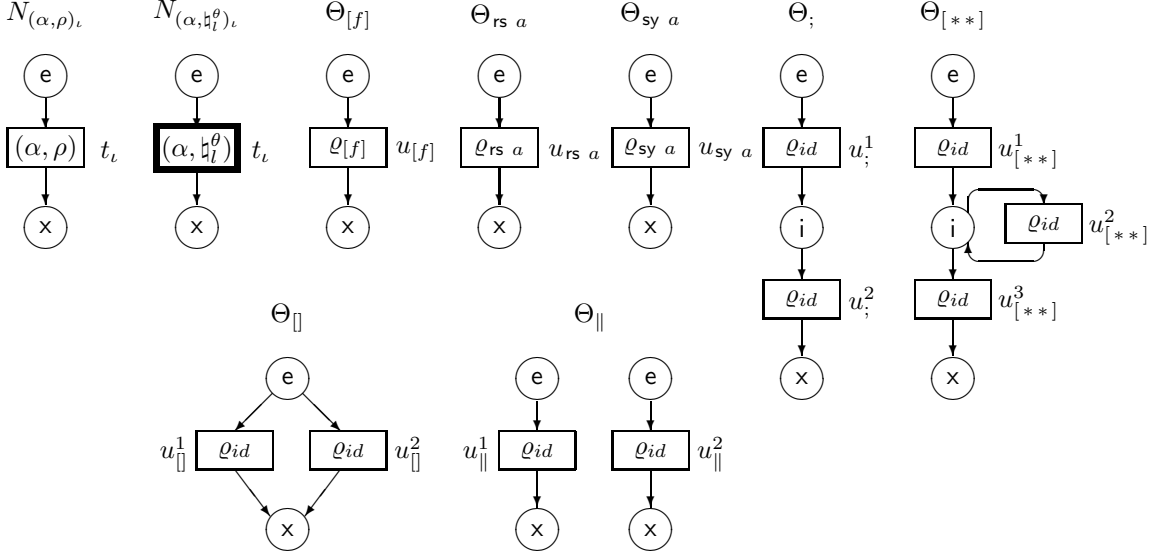 N_{(α,ρ)_ι} N_{(α,♮_l^θ)_ι} Θ_{[f]} Θ_{rs a} Θ_{sy a} Θ_; Θ_{[**]}
e e e e e e e
(α, ρ) t_ι (α, ♮_l^θ) t_ι ϱ_{[f]} u_{[f]} ϱ_{rs a} u_{rs a} ϱ_{sy a} u_{sy a} ϱ_{id} u_;^1 ϱ_{id} u_{[**]}^1
x x x x x i i ϱ_{id} u_{[**]}^2
ϱ_{id} u_;^2 ϱ_{id} u_{[**]}^3
Θ_{[]} Θ_∥
e e e x x
u_{[]}^1 ϱ_{id} ϱ_{id} u_{[]}^2 u_∥^1 ϱ_{id} ϱ_{id} u_∥^2
x x x